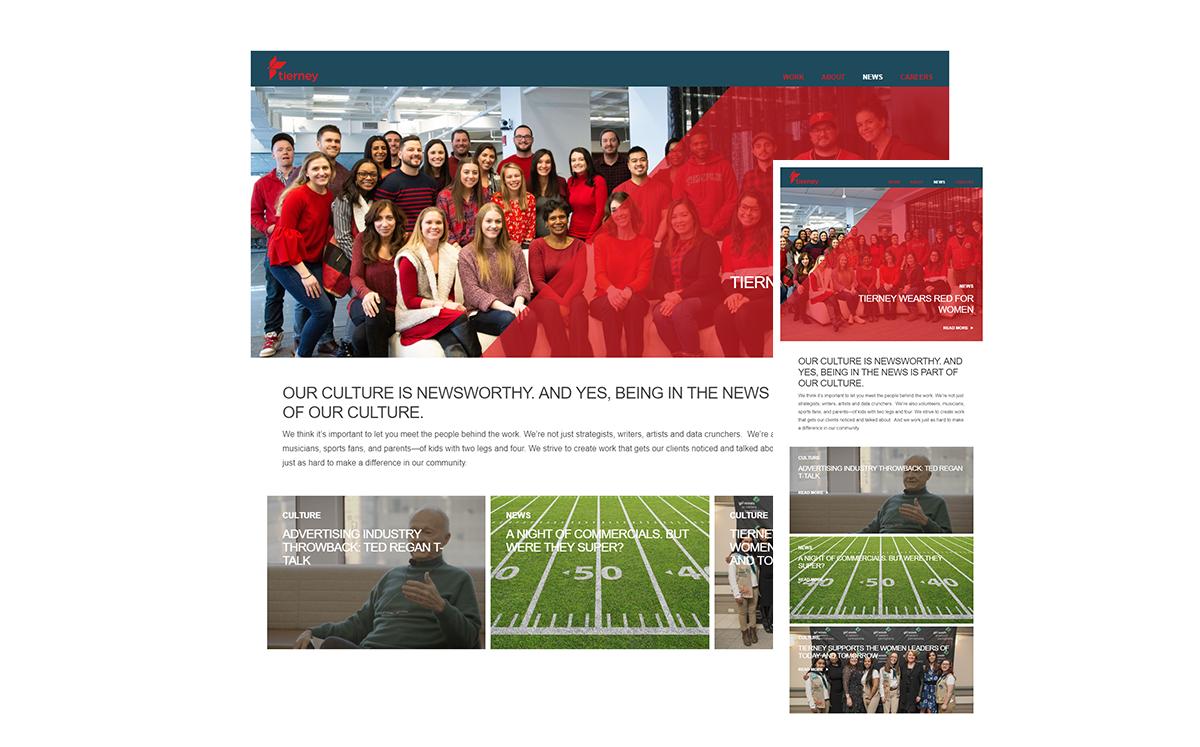 tierney
WORK ABOUT NEWS CAREERS
TIERN
OUR CULTURE IS NEWSWORTHY. AND YES, BEING IN THE NEWS
OF OUR CULTURE.
We think it's important to let you meet the people behind the work. We're not just strategists, writers, artists and data crunchers. We're a
musicians, sports fans, and parents—of kids with two legs and four. We strive to create work that gets our clients noticed and talked abo
just as hard to make a difference in our community
CULTURE
ADVERTISING INDUSTRY
THROWBACK: TED REGAN T-
TALK
NEWS
A NIGHT OF COMMERCIALS. BUT
WERE THEY SUPER?
50 40
CULTURE
TIERNE
WOMEN
AND TO
tierney
WORK ABOUT NEWS CAREERS
NEWS
TIERNEY WEARS RED FOR
WOMEN
READ MORE >
OUR CULTURE IS NEWSWORTHY. AND
YES, BEING IN THE NEWS IS PART OF
OUR CULTURE.
We think it's important to let you meet the people behind the work. We're not just
strategists, writers, artists and data crunchers. We're also volunteers, musicians,
sports fans, and parents—of kids with two legs and four. We strive to create work
that gets our clients noticed and talked about. And we work just as hard to make
a difference in our community
CULTURE
ADVERTISING INDUSTRY THROWBACK: TED REGAN
T-TALK
READ MORE >
NEWS
A NIGHT OF COMMERCIALS. BUT WERE THEY
SUPER?
READ MORE
50 40
CULTURE
TIERNEY SUPPORTS THE WOMEN LEADERS OF
TODAY AND TOMORROW
READ MORE >